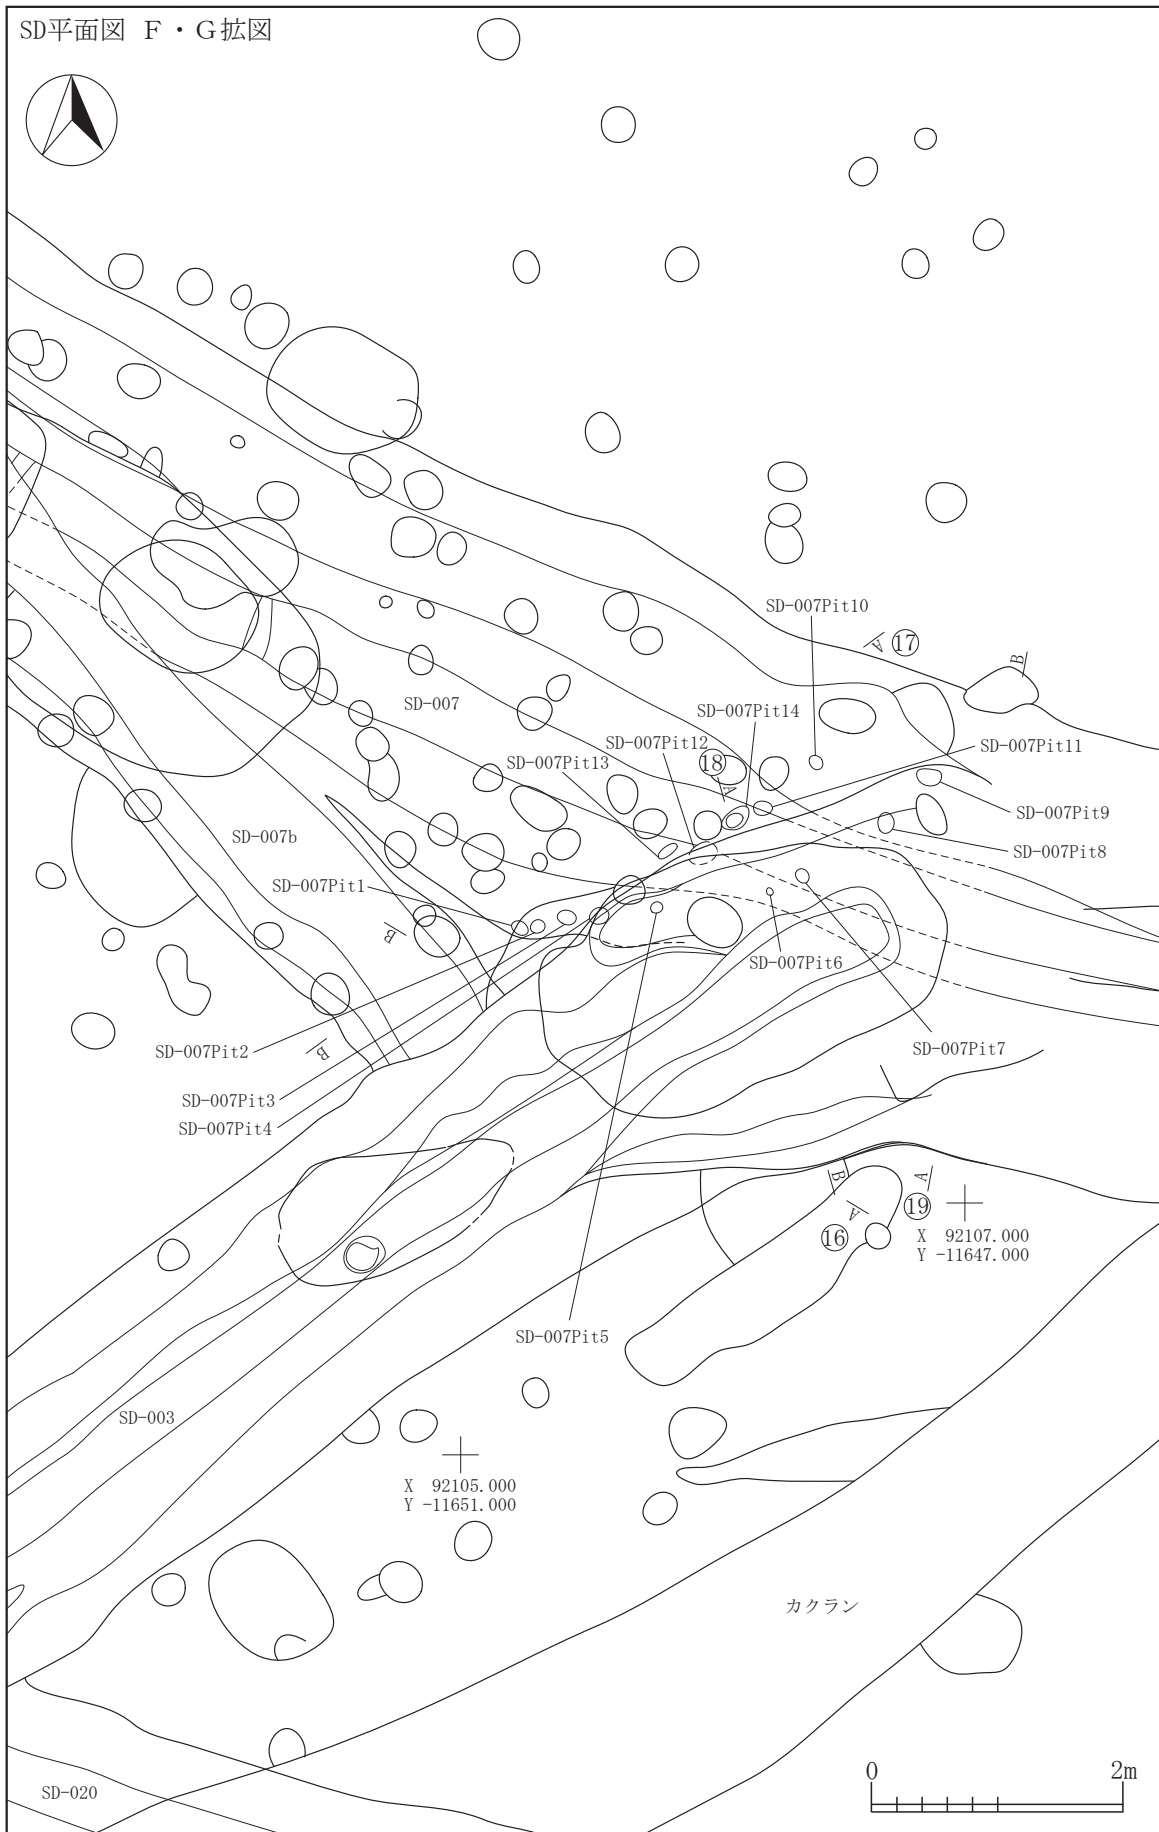 SD平面図 F・G拡図
SD-007Pit10
A
⑰
B
SD-007
SD-007Pit14
SD-007Pit12
SD-007Pit11
SD-007Pit13
⑱
A
SD-007Pit9
SD-007b
SD-007Pit8
SD-007Pit1
B
SD-007Pit6
SD-007Pit2
B
SD-007Pit7
SD-007Pit3
SD-007Pit4
B
A
A
⑲
⑯
X 92107.000
Y -11647.000
SD-007Pit5
SD-003
X 92105.000
Y -11651.000
カクラン
0 2m
SD-020